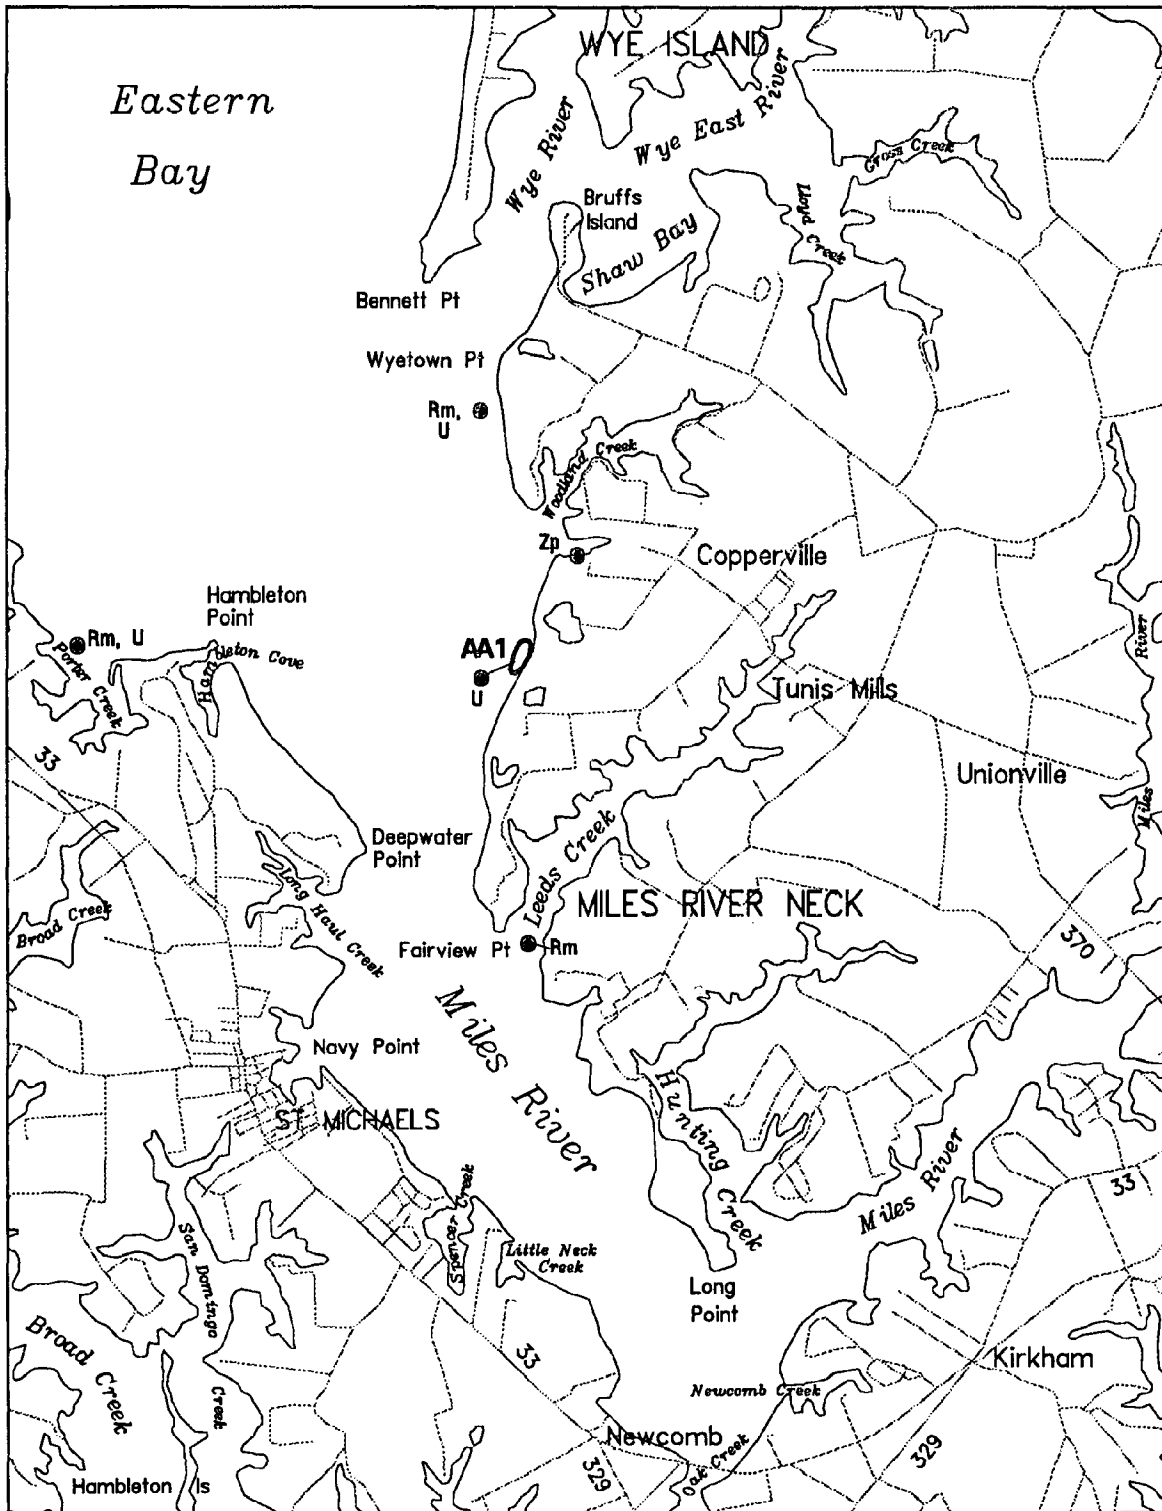 WYE ISLAND
Eastern
Bay
Wye River
Wye East River
Gross Creek
Bruffs
Island
Lloyd Creek
Shaw Bay
Bennett Pt
Wyetown Pt
Rm,
U
Woodland Creek
Zp
Copperville
Hambleton
Point
Rm, U
Hambleton Cove
Porter Creek
AA1
U
Tunis Mills
33
Unionville
Miles River
Deepwater
Point
Leeds Creek
Long Haul Creek
Broad Creek
MILES RIVER NECK
370
Fairview Pt
Rm
Miles River
Navy Point
ST MICHAELS
Hunting Creek
Miles River
33
Spencer Creek
Little Neck
Creek
San Domingo Creek
Long
Point
Broad Creek
33
Kirkham
Newcomb Creek
Newcomb
329
Oak Creek
329
Hambleton Is